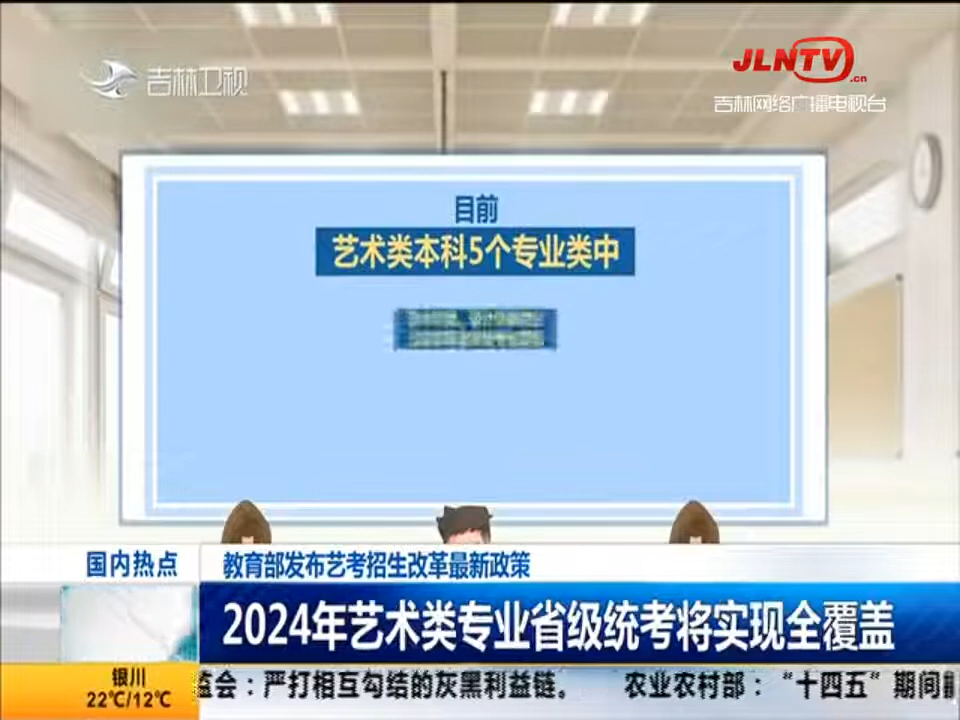 吉林卫视
JLNTV.cn
吉林网络广播电视台
目前
艺术类本科5个专业类中
国内热点
教育部发布艺考招生改革最新政策
2024年艺术类专业省级统考将实现全覆盖
银川
22℃/12℃
监会：严打相互勾结的灰黑利益链。 农业农村部：“十四五”期间